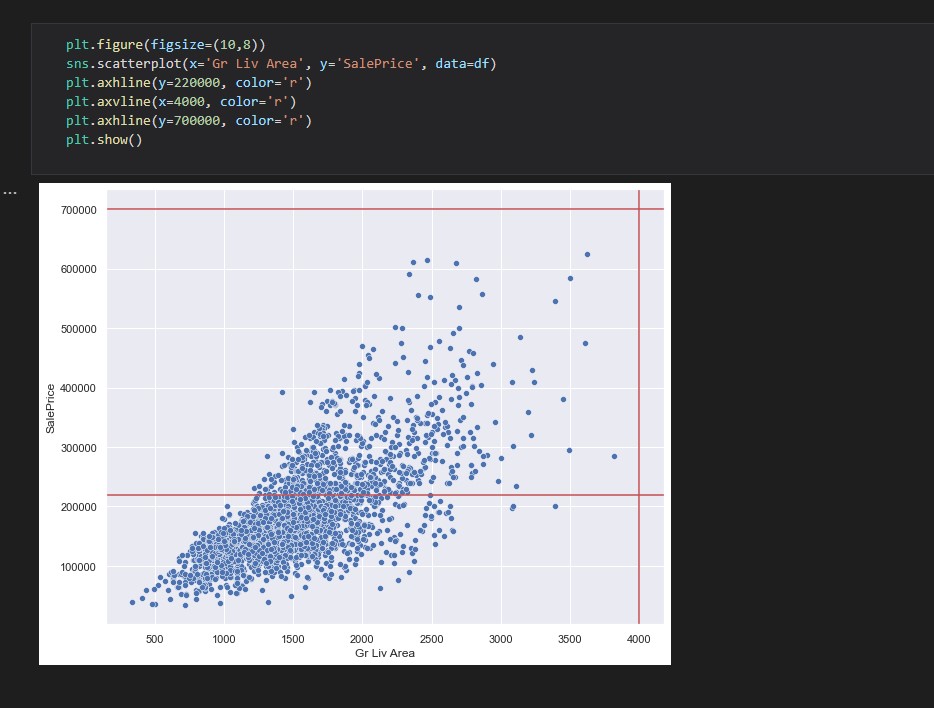 plt.figure(figsize=(10,8))
sns.scatterplot(x='Gr Liv Area', y='SalePrice', data=df)
plt.axhline(y=220000, color='r')
plt.axvline(x=4000, color='r')
plt.axhline(y=700000, color='r')
plt.show()
...
700000
600000
500000
400000
300000
200000
100000
SalePrice
500 1000 1500 2000 2500 3000 3500 4000
Gr Liv Area